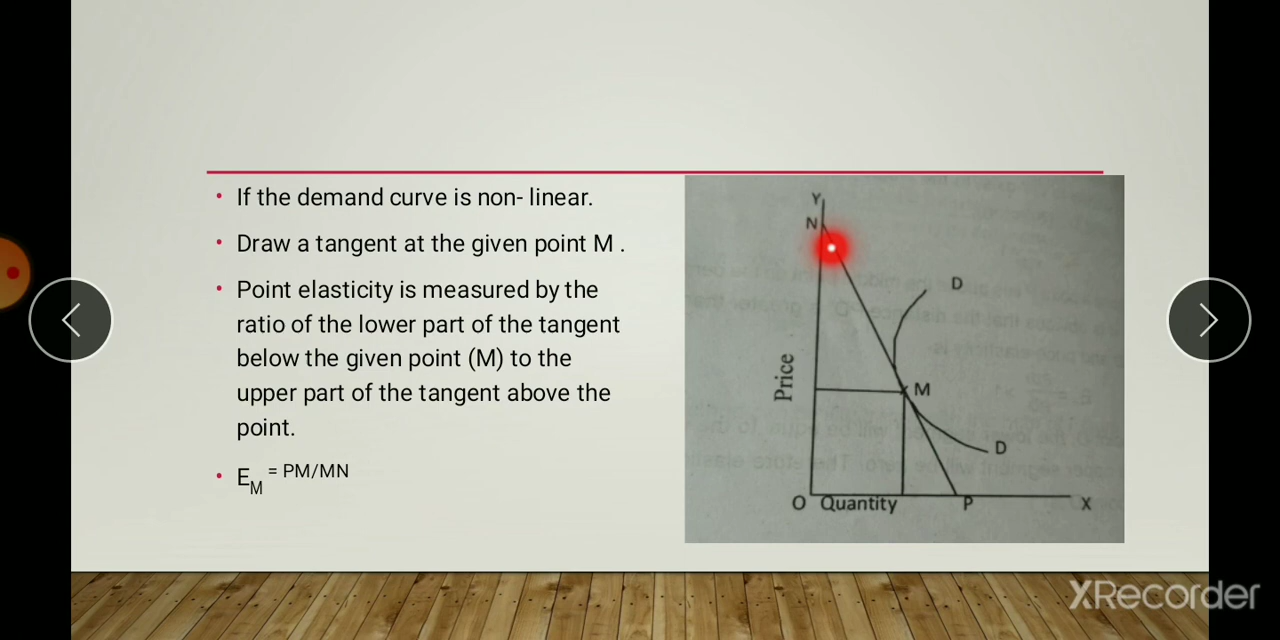 • If the demand curve is non- linear.
• Draw a tangent at the given point M .
• Point elasticity is measured by the
ratio of the lower part of the tangent
below the given point (M) to the
upper part of the tangent above the
point.
• EM = PM/MN
Y
N
D
Price
M
D
O Quantity P X
XRecorder